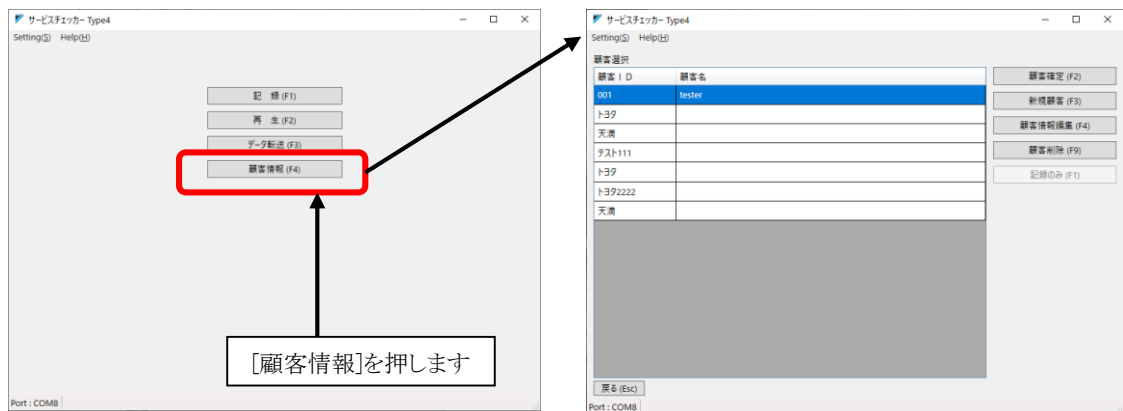 サービスチェッカー Type4
Setting(S) Help(H)
記 録 (F1)
再 生 (F2)
データ転送 (F3)
顧客情報 (F4)
[顧客情報]を押します
Port : COM8
サービスチェッカー Type4
Setting(S) Help(H)
顧客選択
顧客ＩＤ 顧客名
001 tester
トヨタ
天満
テスト111
トヨタ
トヨタ2222
天満
顧客確定 (F2)
新規顧客 (F3)
顧客情報編集 (F4)
顧客削除 (F9)
記録のみ (F1)
戻る (Esc)
Port : COM8